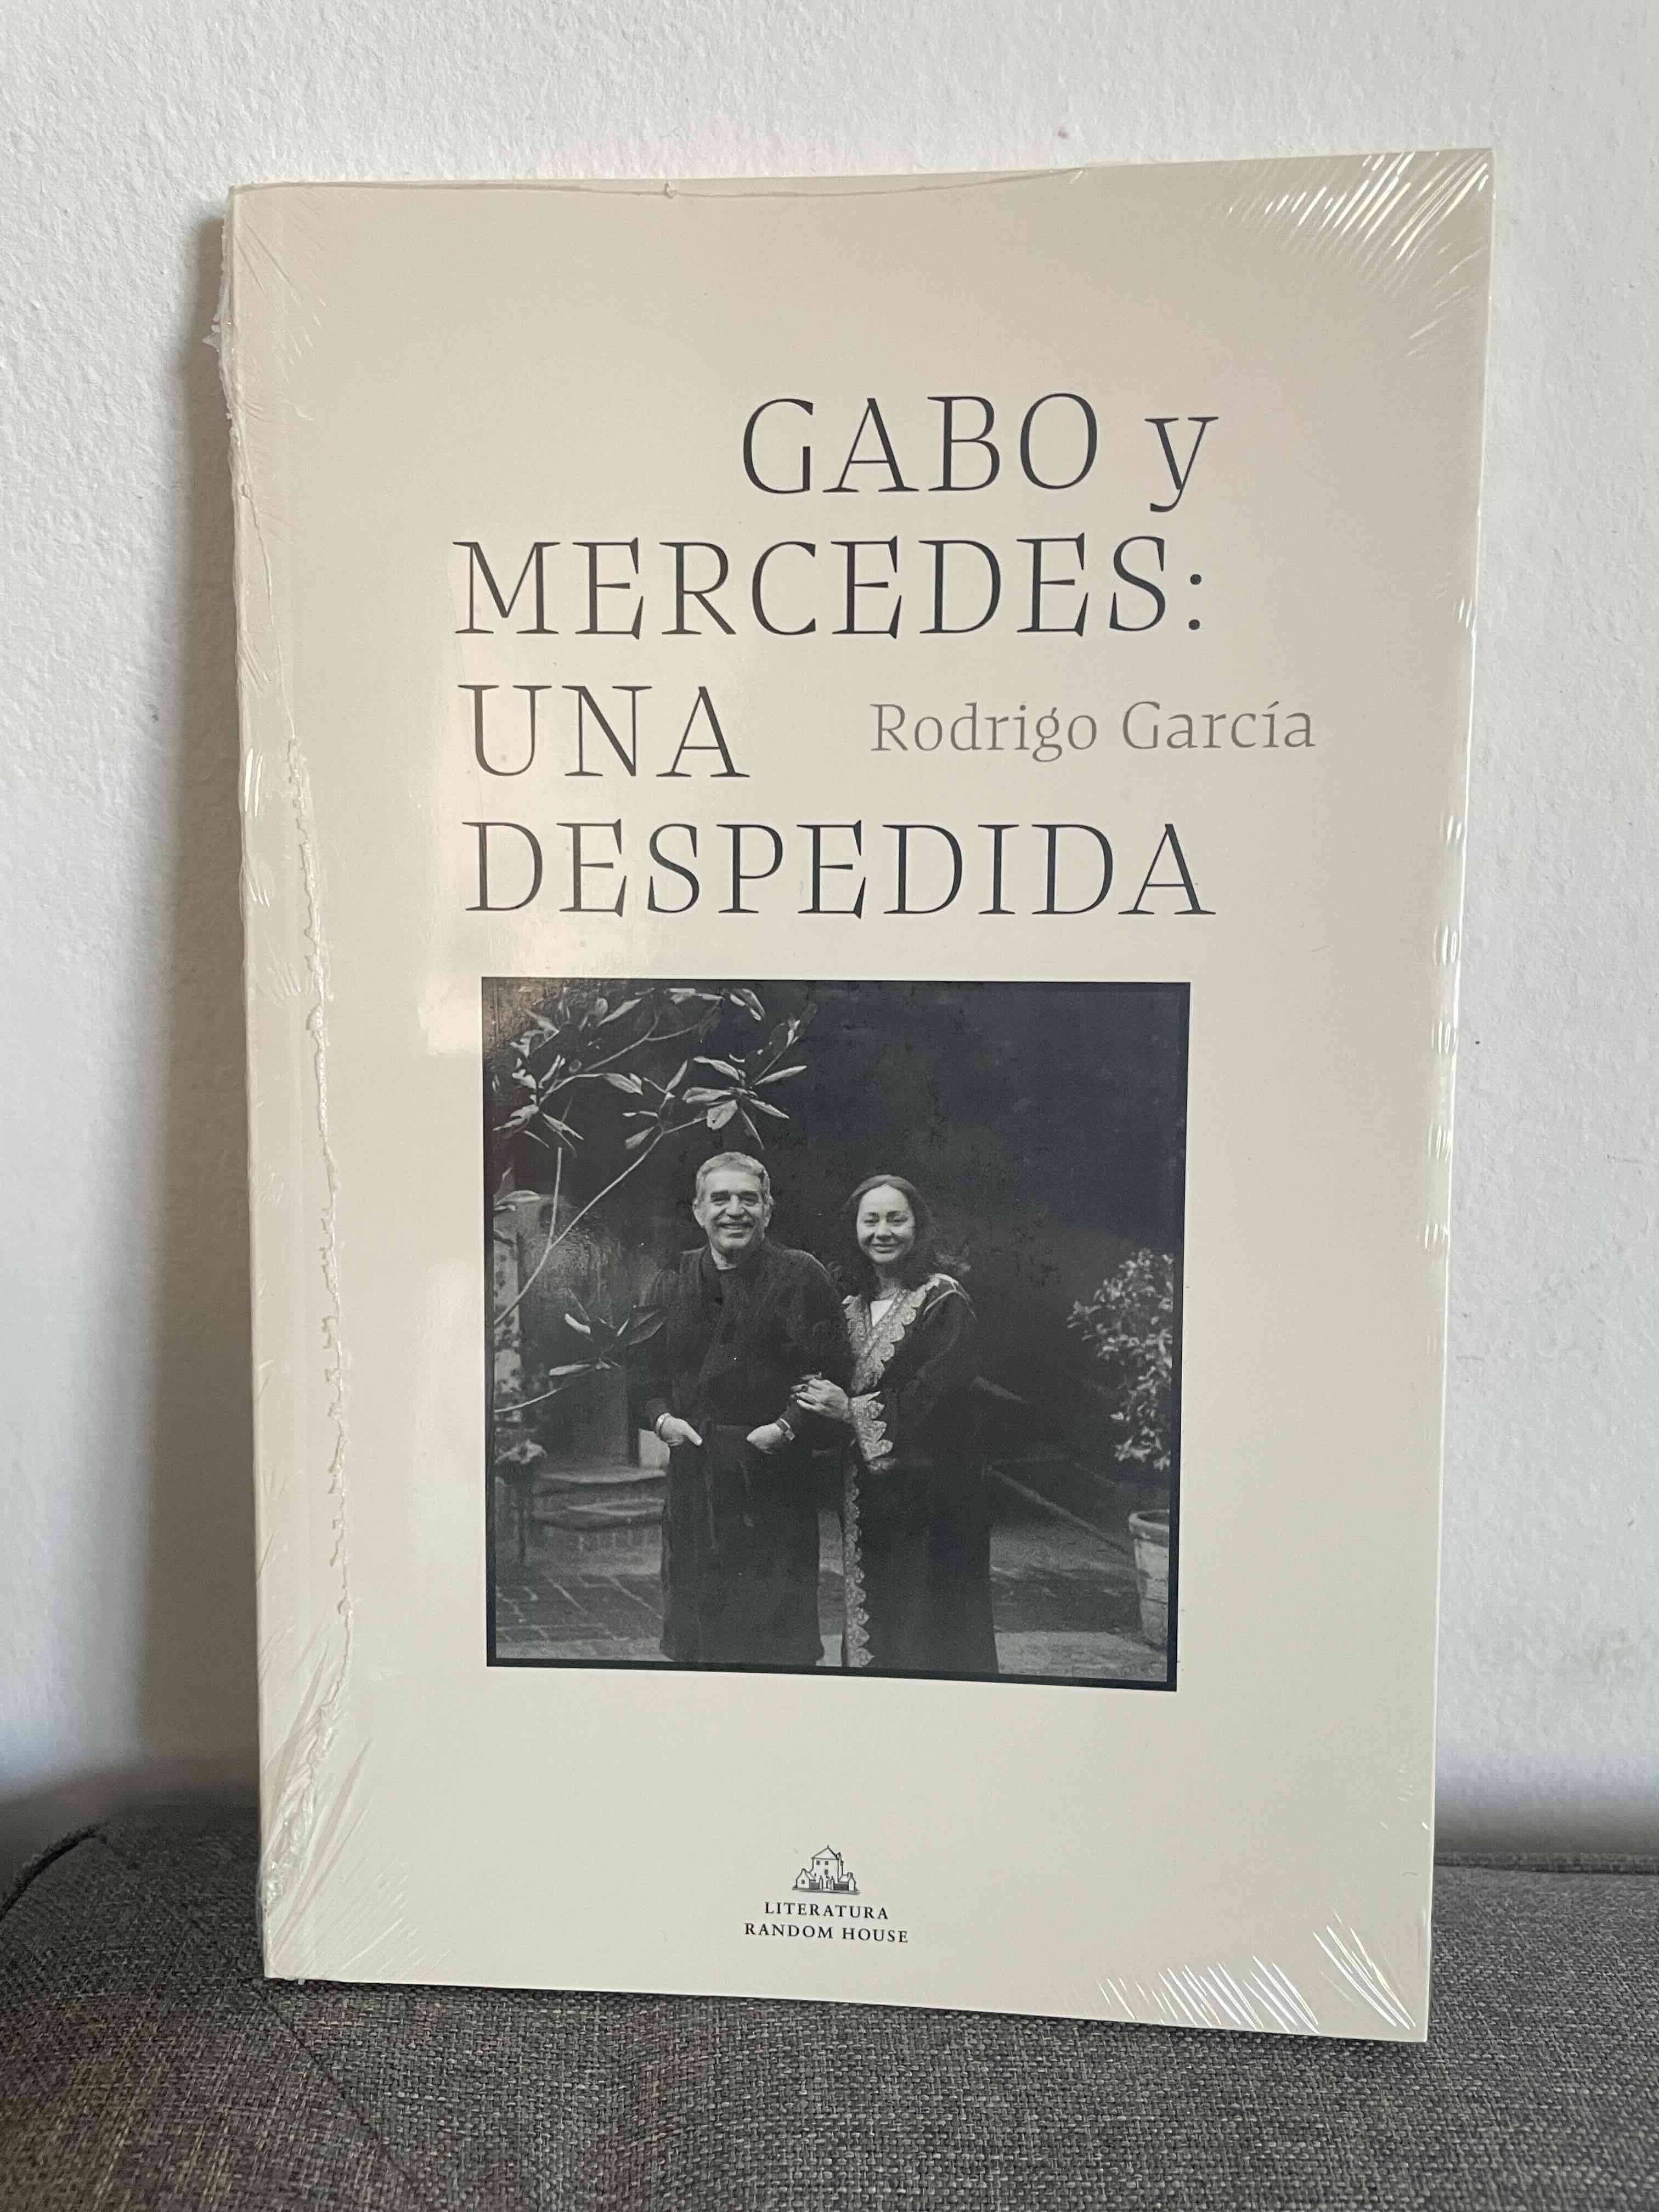 GABO y
MERCEDES:
UNA
Rodrigo García
DESPEDIDA
LITERATURA
RANDOM HOUSE